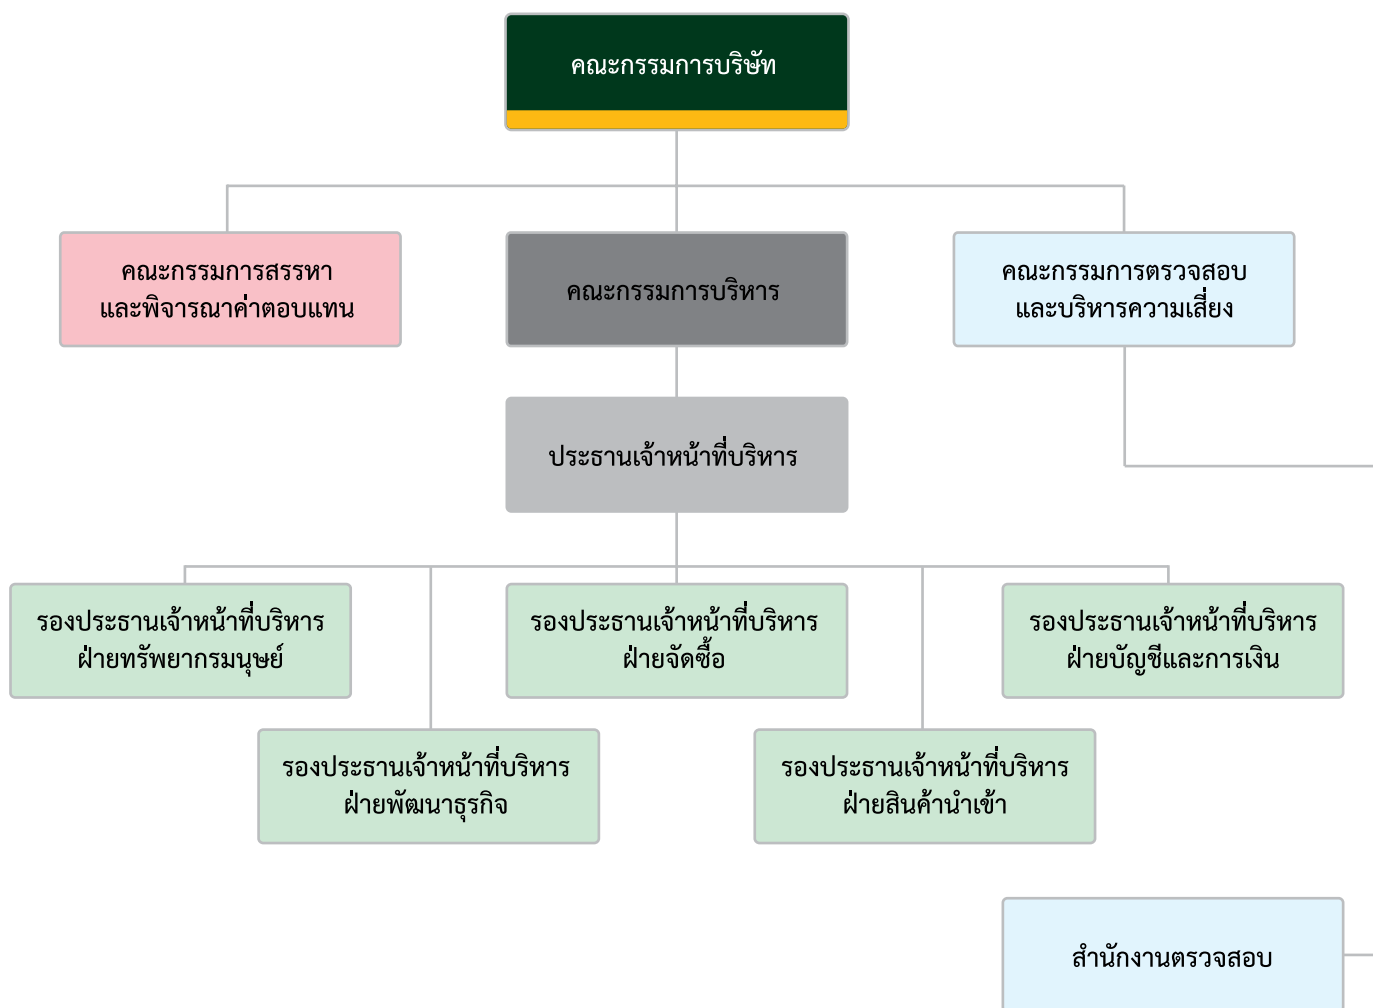 คณะกรรมการบริษัท
คณะกรรมการสรรหา
และพิจารณาค่าตอบแทน
คณะกรรมการบริหาร
คณะกรรมการตรวจสอบ
และบริหารความเสี่ยง
ประธานเจ้าหน้าที่บริหาร
รองประธานเจ้าหน้าที่บริหาร
ฝ่ายทรัพยากรมนุษย์
รองประธานเจ้าหน้าที่บริหาร
ฝ่ายจัดซื้อ
รองประธานเจ้าหน้าที่บริหาร
ฝ่ายบัญชีและการเงิน
รองประธานเจ้าหน้าที่บริหาร
ฝ่ายพัฒนาธุรกิจ
รองประธานเจ้าหน้าที่บริหาร
ฝ่ายสินค้านำเข้า
สำนักงานตรวจสอบ